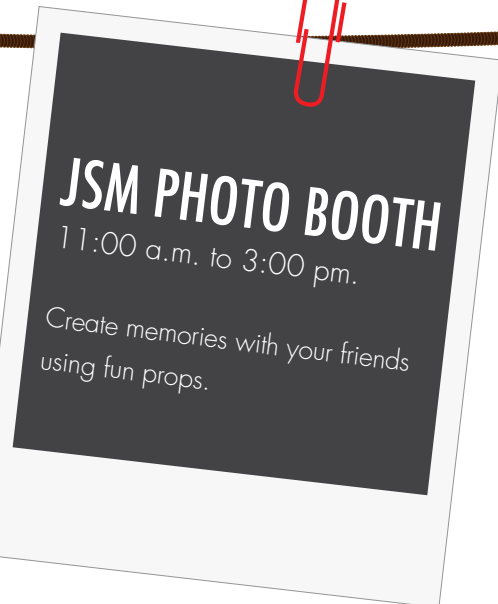 JSM PHOTO BOOTH
11:00 a.m. to 3:00 pm.
Create memories with your friends
using fun props.